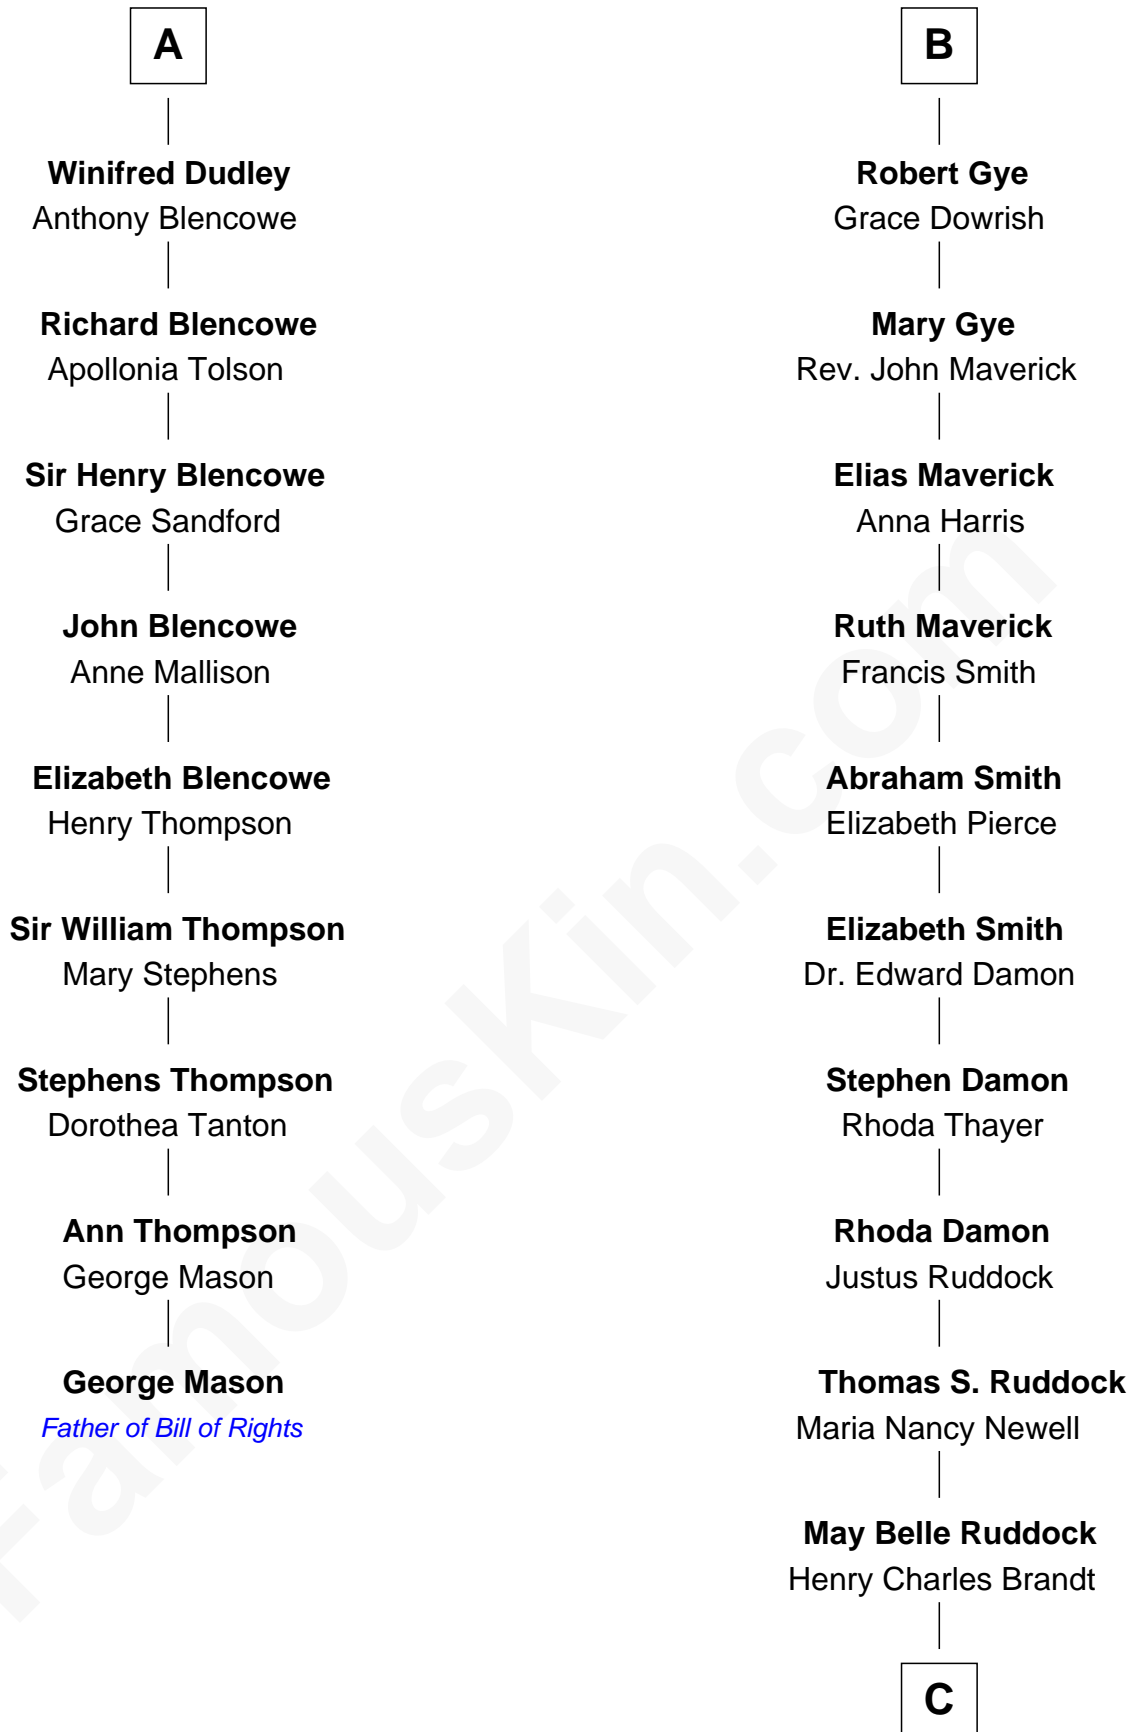 A
Winifred Dudley
Anthony Blencowe
Richard Blencowe
Apollonia Tolson
Sir Henry Blencowe
Grace Sandford
John Blencowe
Anne Mallison
Elizabeth Blencowe
Henry Thompson
Sir William Thompson
Mary Stephens
Stephens Thompson
Dorothea Tanton
Ann Thompson
George Mason
George Mason
Father of Bill of Rights
B
Robert Gye
Grace Dowrish
Mary Gye
Rev. John Maverick
Elias Maverick
Anna Harris
Ruth Maverick
Francis Smith
Abraham Smith
Elizabeth Pierce
Elizabeth Smith
Dr. Edward Damon
Stephen Damon
Rhoda Thayer
Rhoda Damon
Justus Ruddock
Thomas S. Ruddock
Maria Nancy Newell
May Belle Ruddock
Henry Charles Brandt
C
FamousKin.com